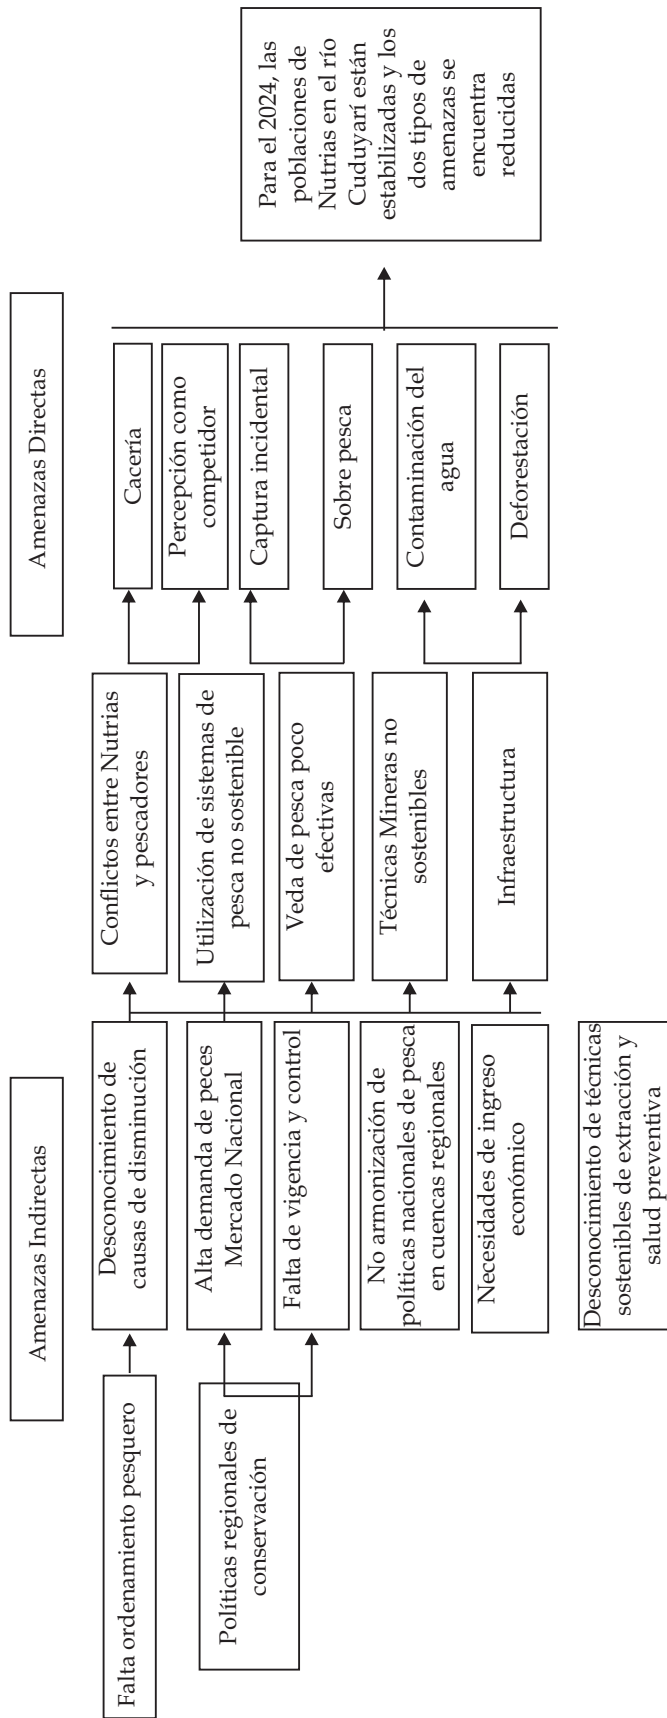 Amenazas Indirectas
Amenazas Directas
Falta ordenamiento pesquero
Políticas regionales de
conservación
Desconocimiento de
causas de disminución
Alta demanda de peces
Mercado Nacional
Falta de vigencia y control
No armonización de
políticas nacionales de pesca
en cuencas regionales
Necesidades de ingreso
económico
Desconocimiento de técnicas
sostenibles de extracción y
salud preventiva
Conflictos entre Nutrias
y pescadores
Utilización de sistemas de
pesca no sostenible
Veda de pesca poco
efectivas
Técnicas Mineras no
sostenibles
Infraestructura
Cacería
Percepción como
competidor
Captura incidental
Sobre pesca
Contaminación del
agua
Deforestación
Para el 2024, las
poblaciones de
Nutrias en el río
Cuduyarí están
estabilizadas y los
dos tipos de
amenazas se
encuentra
reducidas